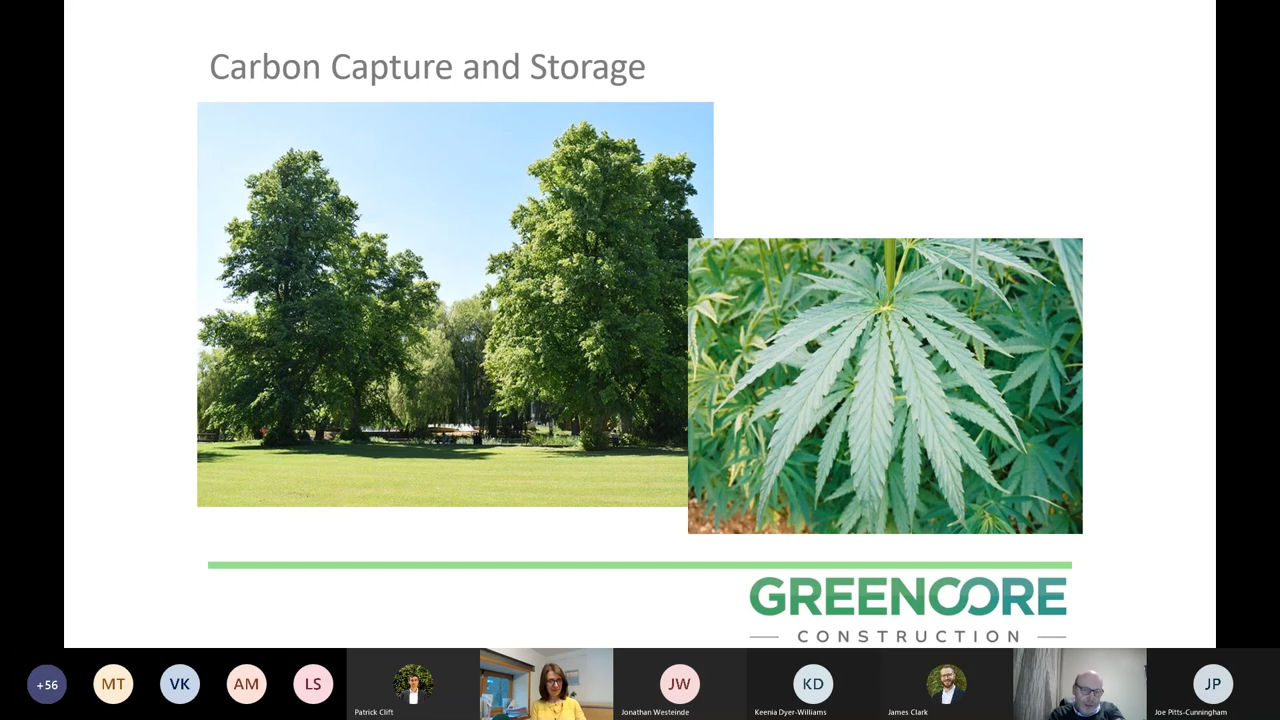 Carbon Capture and Storage
GREENCORE
CONSTRUCTION
+56
MT
VK
AM
LS
Patrick Clift
JW
Jonathan Westeinde
KD
Keenia Dyer-Williams
James Clark
JP
Joe Pitts-Cunningham